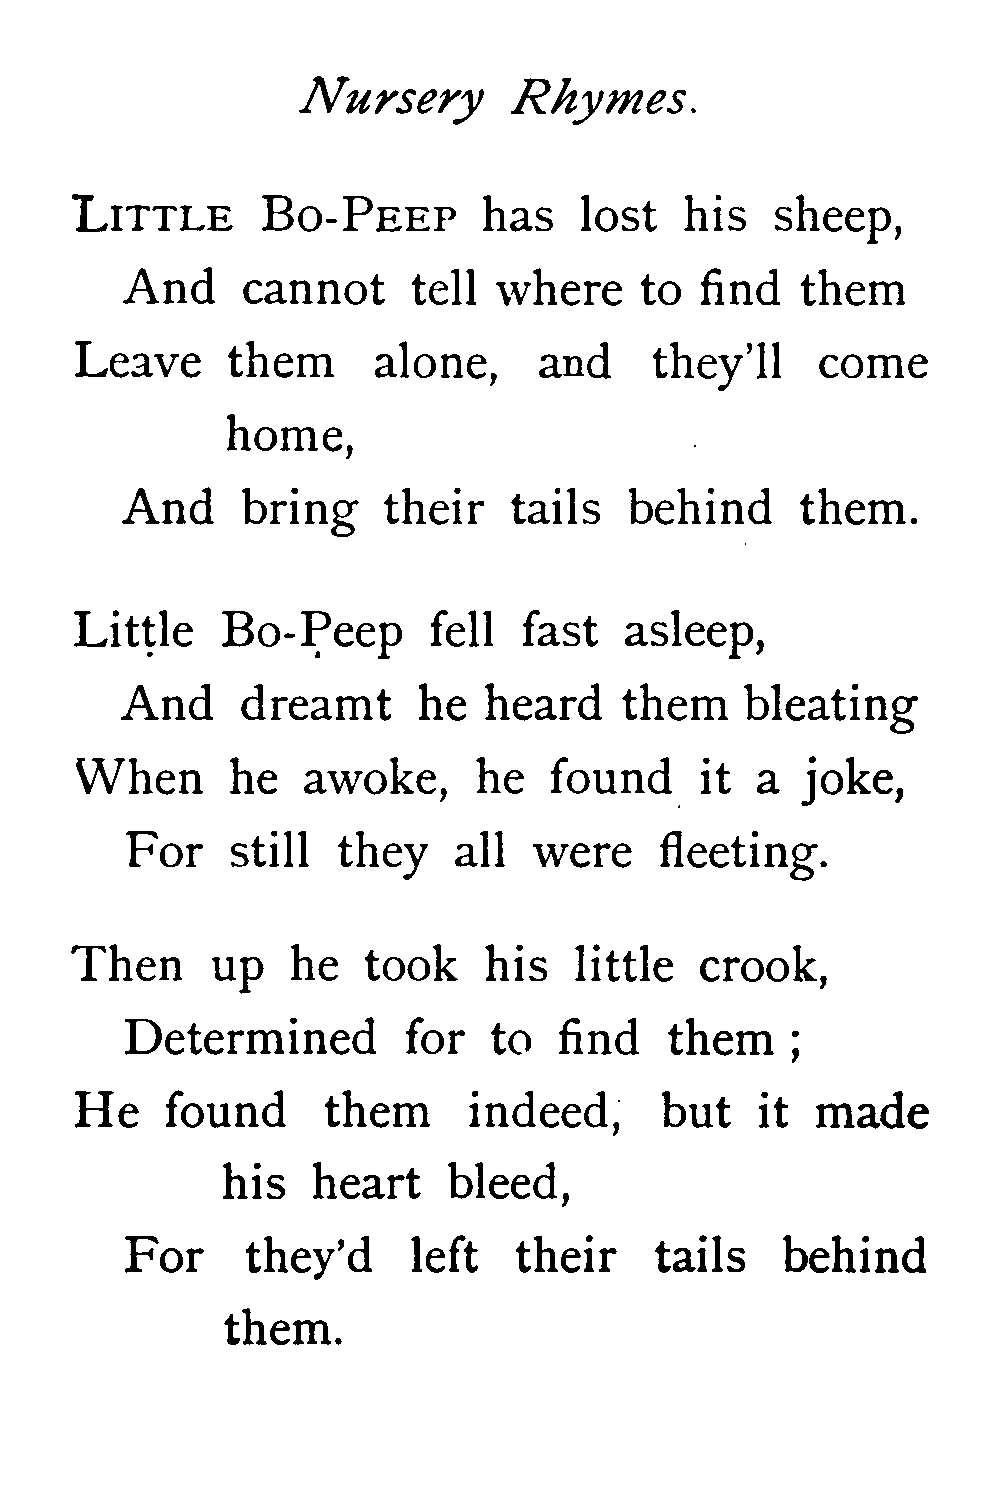 Nursery Rhymes.
LITTLE BO-PEEP has lost his sheep,
And cannot tell where to find them
Leave them alone, and they'll come
home,
And bring their tails behind them.
Little Bo-Peep fell fast asleep,
And dreamt he heard them bleating
When he awoke, he found it a joke,
For still they all were fleeting.
Then up he took his little crook,
Determined for to find them ;
He found them indeed, but it made
his heart bleed,
For they'd left their tails behind
them.